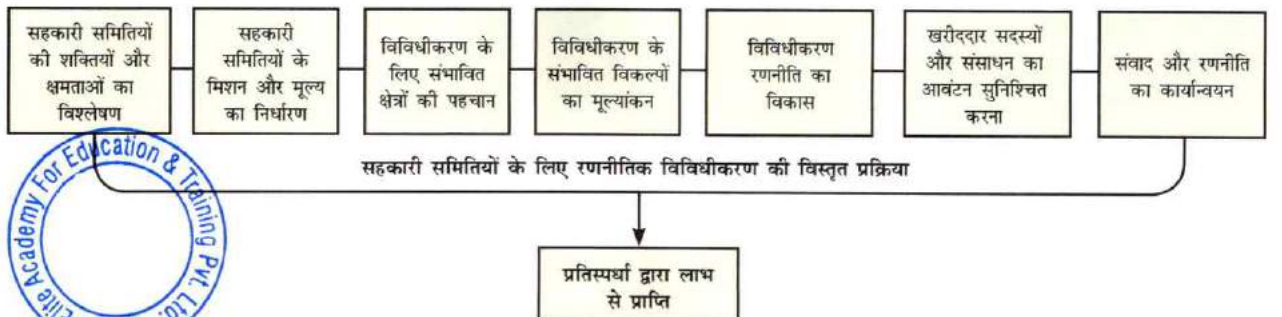 सहकारी समितियों
की शक्तियों और
क्षमताओं का
विश्लेषण
सहकारी
समितियों के
मिशन और मूल्य
का निर्धारण
विविधीकरण के
लिए संभावित
क्षेत्रों की पहचान
विविधीकरण के
संभावित विकल्पों
का मूल्यांकन
विविधीकरण
रणनीति का
विकास
खरीददार सदस्यों
और संसाधन का
आवंटन सुनिश्चित
करना
संवाद और रणनीति
का कार्यान्वयन
सहकारी समितियों के लिए रणनीतिक विविधीकरण की विस्तृत प्रक्रिया
प्रतिस्पर्धा द्वारा लाभ
से प्राप्ति
Elite Academy For Education & Training Pvt. Ltd.